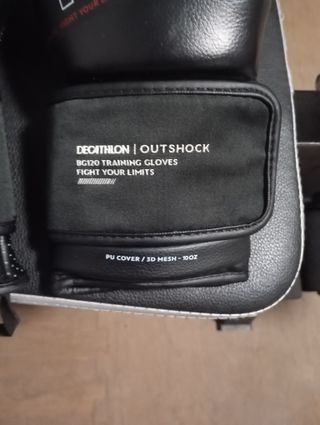 DECATHLON | OUTSHOCK
BG120 TRAINING GLOVES
FIGHT YOUR LIMITS
PU COVER / 3D MESH - 10OZ